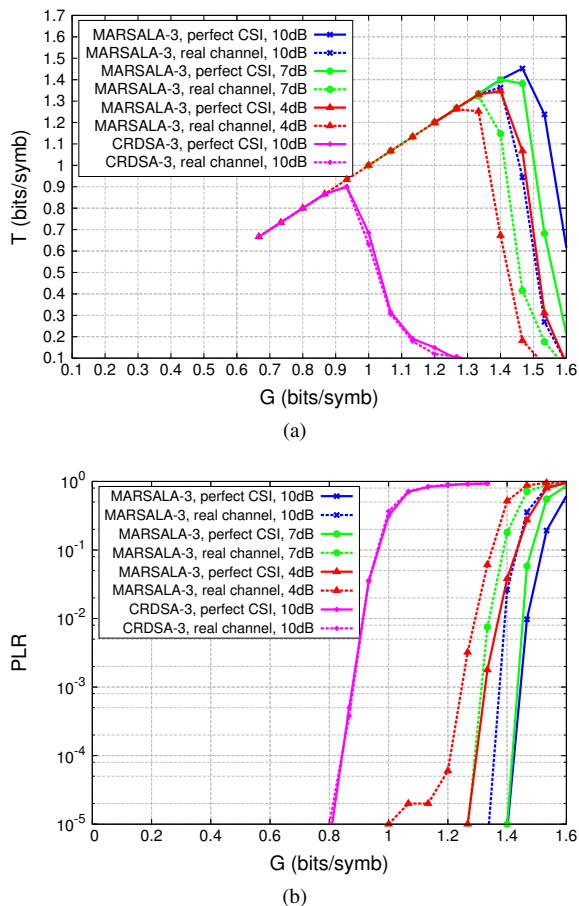 MARSALA-3, perfect CSI, 10dB
MARSALA-3, real channel, 10dB
MARSALA-3, perfect CSI, 7dB
MARSALA-3, real channel, 7dB
MARSALA-3, perfect CSI, 4dB
MARSALA-3, real channel, 4dB
CRDSA-3, perfect CSI, 10dB
CRDSA-3, real channel, 10dB
T (bits/symb)
1.7
1.6
1.5
1.4
1.3
1.2
1.1
1
0.9
0.8
0.7
0.6
0.5
0.4
0.3
0.2
0.1
0.1 0.2 0.3 0.4 0.5 0.6 0.7 0.8 0.9 1 1.1 1.2 1.3 1.4 1.5 1.6
G (bits/symb)
(a)
MARSALA-3, perfect CSI, 10dB
MARSALA-3, real channel, 10dB
MARSALA-3, perfect CSI, 7dB
MARSALA-3, real channel, 7dB
MARSALA-3, perfect CSI, 4dB
MARSALA-3, real channel, 4dB
CRDSA-3, perfect CSI, 10dB
CRDSA-3, real channel, 10dB
PLR
10^0
10^-1
10^-2
10^-3
10^-4
10^-5
0 0.2 0.4 0.6 0.8 1 1.2 1.4 1.6
G (bits/symb)
(b)